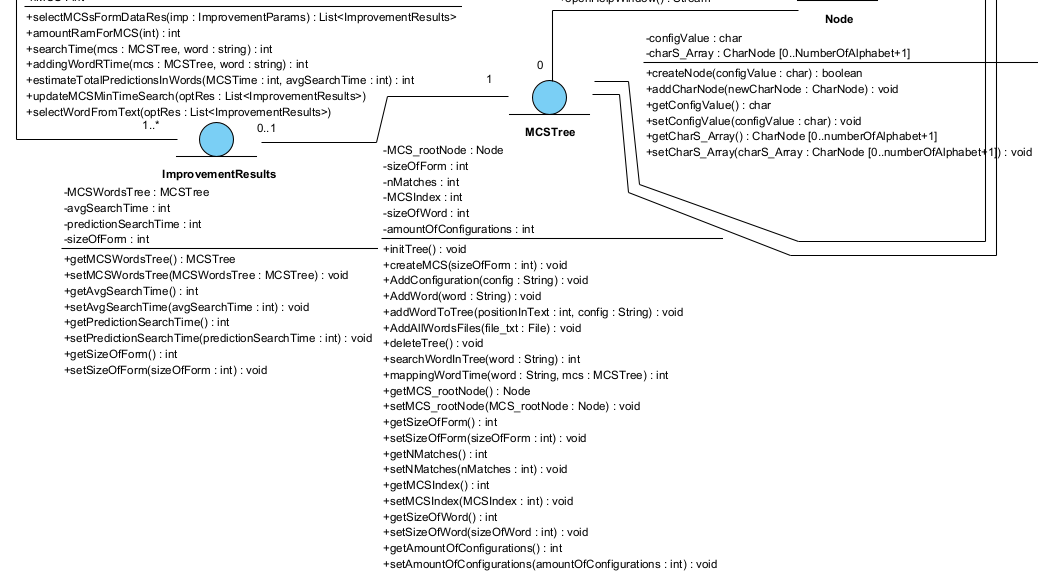 +selectMCSsFormDataRes(imp : ImprovementParams) : List<ImprovementResults>
+amountRamForMCS(int) : int
+searchTime(mcs : MCSTree, word : string) : int
+addingWordRTime(mcs : MCSTree, word : string) : int
+estimateTotalPredictionsInWords(MCSTime : int, avgSearchTime : int) : int
+updateMCSMinTimeSearch(optRes : List<ImprovementResults>)
+selectWordFromText(optRes : List<ImprovementResults>)
1..*
0..1
1
0
ImprovementResults
-MCSWordsTree : MCSTree
-avgSearchTime : int
-predictionSearchTime : int
-sizeOfForm : int
+getMCSWordsTree() : MCSTree
+setMCSWordsTree(MCSWordsTree : MCSTree) : void
+getAvgSearchTime() : int
+setAvgSearchTime(avgSearchTime : int) : void
+getPredictionSearchTime() : int
+setPredictionSearchTime(predictionSearchTime : int) : void
+getSizeOfForm() : int
+setSizeOfForm(sizeOfForm : int) : void
MCSTree
-MCS_rootNode : Node
-sizeOfForm : int
-nMatches : int
-MCSIndex : int
-sizeOfWord : int
-amountOfConfigurations : int
+initTree() : void
+createMCS(sizeOfForm : int) : void
+AddConfiguration(config : String) : void
+AddWord(word : String) : void
+addWordToTree(positionInText : int, config : String) : void
+AddAllWordsFiles(file_txt : File) : void
+deleteTree() : void
+searchWordInTree(word : String) : int
+mappingWordTime(word : String, mcs : MCSTree) : int
+getMCS_rootNode() : Node
+setMCS_rootNode(MCS_rootNode : Node) : void
+getSizeOfForm() : int
+setSizeOfForm(sizeOfForm : int) : void
+getNMatches() : int
+setNMatches(nMatches : int) : void
+getMCSIndex() : int
+setMCSIndex(MCSIndex : int) : void
+getSizeOfWord() : int
+setSizeOfWord(sizeOfWord : int) : void
+getAmountOfConfigurations() : int
+setAmountOfConfigurations(amountOfConfigurations : int) : void
Node
-configValue : char
-charS_Array : CharNode [0..NumberOfAlphabet+1]
+createNode(configValue : char) : boolean
+addCharNode(newCharNode : CharNode) : void
+getConfigValue() : char
+setConfigValue(configValue : char) : void
+getCharS_Array() : CharNode [0..numberOfAlphabet+1]
+setCharS_Array(charS_Array : CharNode [0..numberOfAlphabet+1]) : void